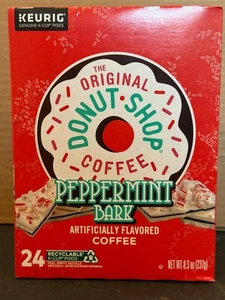 KEURIG
GENUINE K-CUP PODS
THE
ORIGINAL
DONUT·SHOP
COFFEE
PEPPERMINT
BARK
ARTIFICIALLY FLAVORED
COFFEE
24
RECYCLABLE
K-CUP PODS
NET WT 8.3 oz (237g)